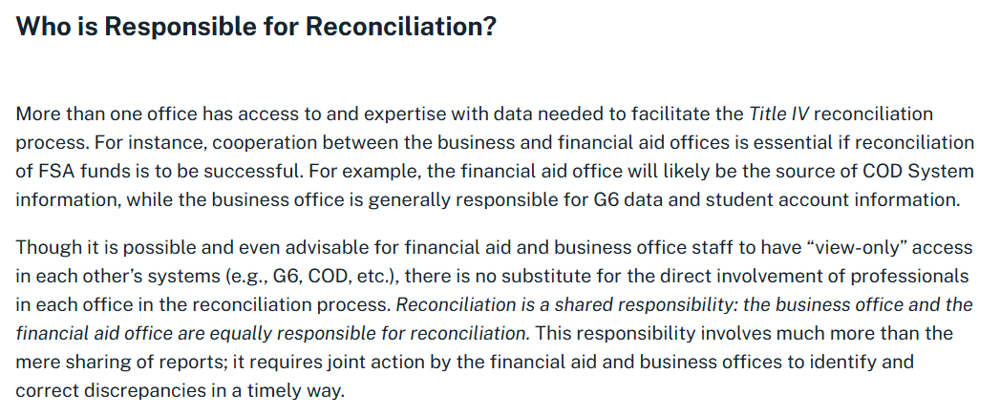 Who is Responsible for Reconciliation?
More than one office has access to and expertise with data needed to facilitate the Title IV reconciliation
process. For instance, cooperation between the business and financial aid offices is essential if reconciliation
of FSA funds is to be successful. For example, the financial aid office will likely be the source of COD System
information, while the business office is generally responsible for G6 data and student account information.
Though it is possible and even advisable for financial aid and business office staff to have “view-only” access
in each other’s systems (e.g., G6, COD, etc.), there is no substitute for the direct involvement of professionals
in each office in the reconciliation process. Reconciliation is a shared responsibility: the business office and the
financial aid office are equally responsible for reconciliation. This responsibility involves much more than the
mere sharing of reports; it requires joint action by the financial aid and business offices to identify and
correct discrepancies in a timely way.